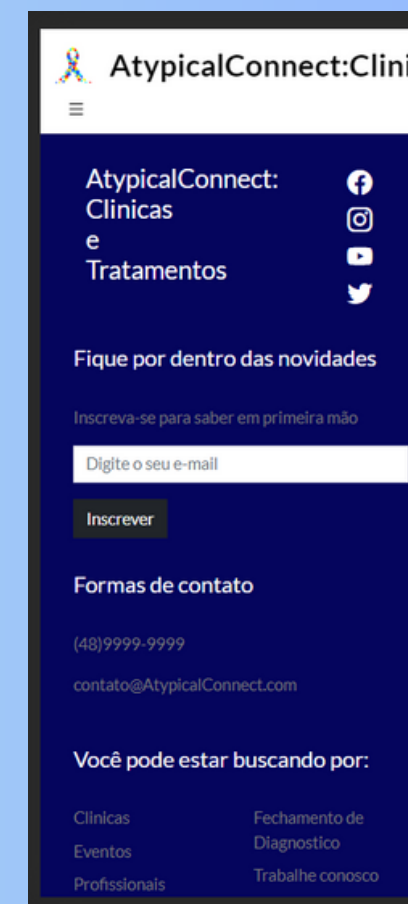 AtypicalConnect:Clini
AtypicalConnect:
Clinicas
e
Tratamentos
Fique por dentro das novidades
Inscreva-se para saber em primeira mão
Digite o seu e-mail
Inscrever
Formas de contato
(48)9999-9999
contato@AtypicalConnect.com
Você pode estar buscando por:
Clinicas
Eventos
Profissionais
Fechamento de
Diagnostico
Trabalhe conosco